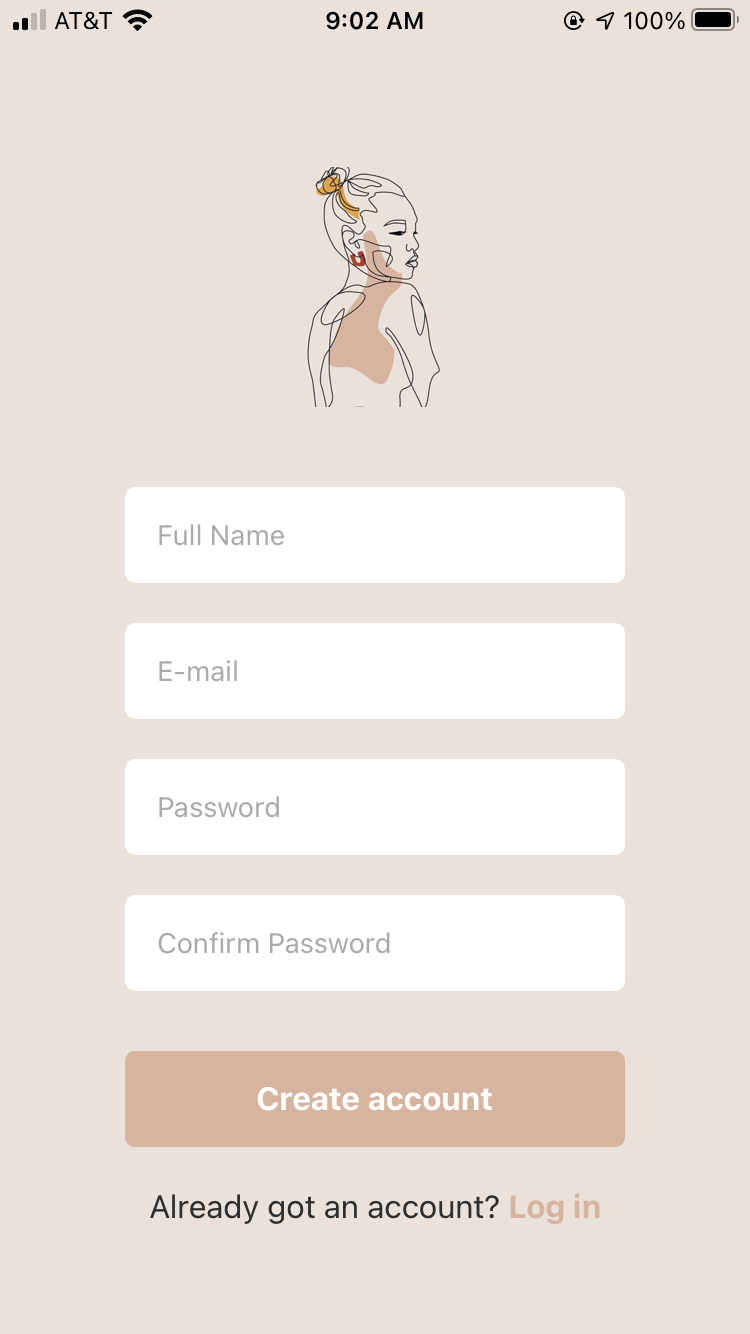 AT&T 9:02 AM 100%
Full Name
E-mail
Password
Confirm Password
Create account
Already got an account? Log in